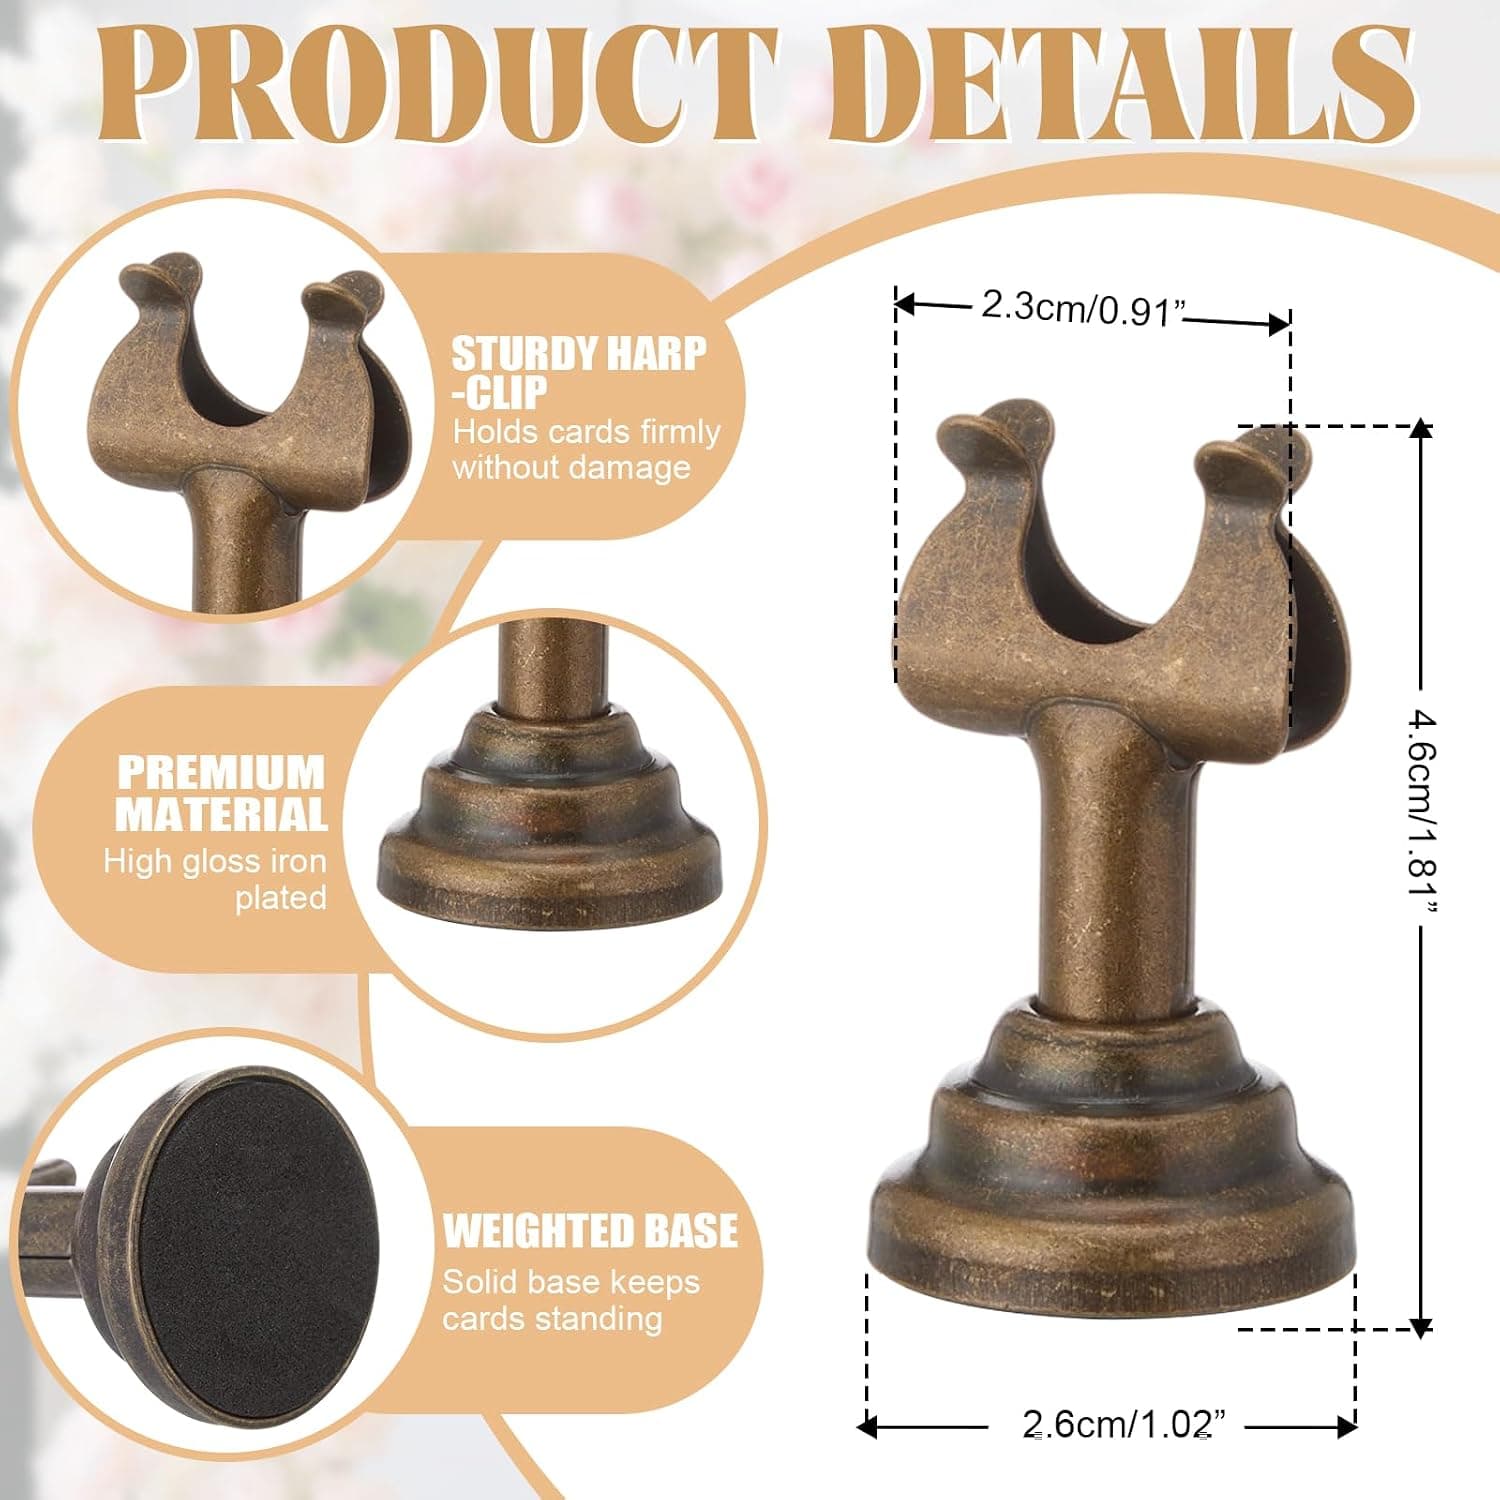 PRODUCT DETAILS
2.3cm/0.91”
STURDY HARP
-CLIP
Holds cards firmly
without damage
4.6cm/1.81”
PREMIUM
MATERIAL
High gloss iron
plated
WEIGHTED BASE
Solid base keeps
cards standing
2.6cm/1.02”